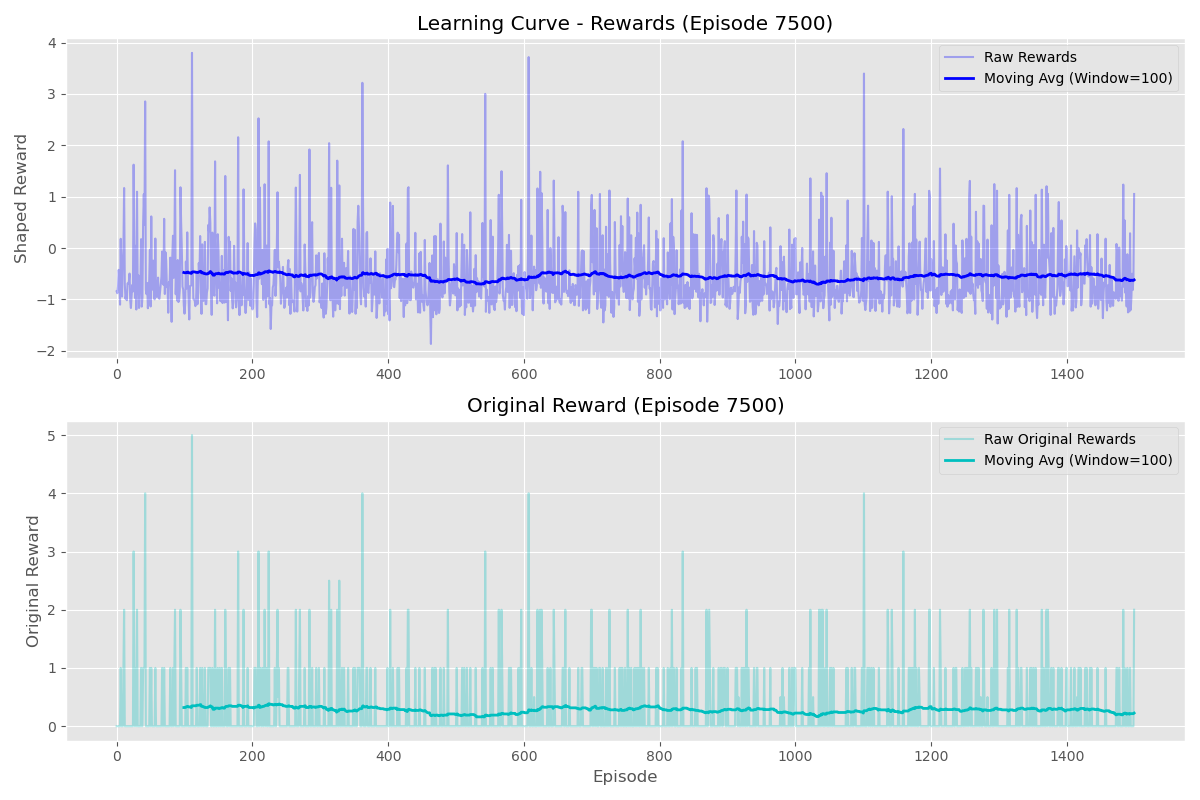 Learning Curve - Rewards (Episode 7500)
Shaped Reward
4
3
2
1
0
−1
−2
Raw Rewards
Moving Avg (Window=100)
0 200 400 600 800 1000 1200 1400
Original Reward (Episode 7500)
Original Reward
5
4
3
2
1
0
Raw Original Rewards
Moving Avg (Window=100)
0 200 400 600 800 1000 1200 1400
Episode